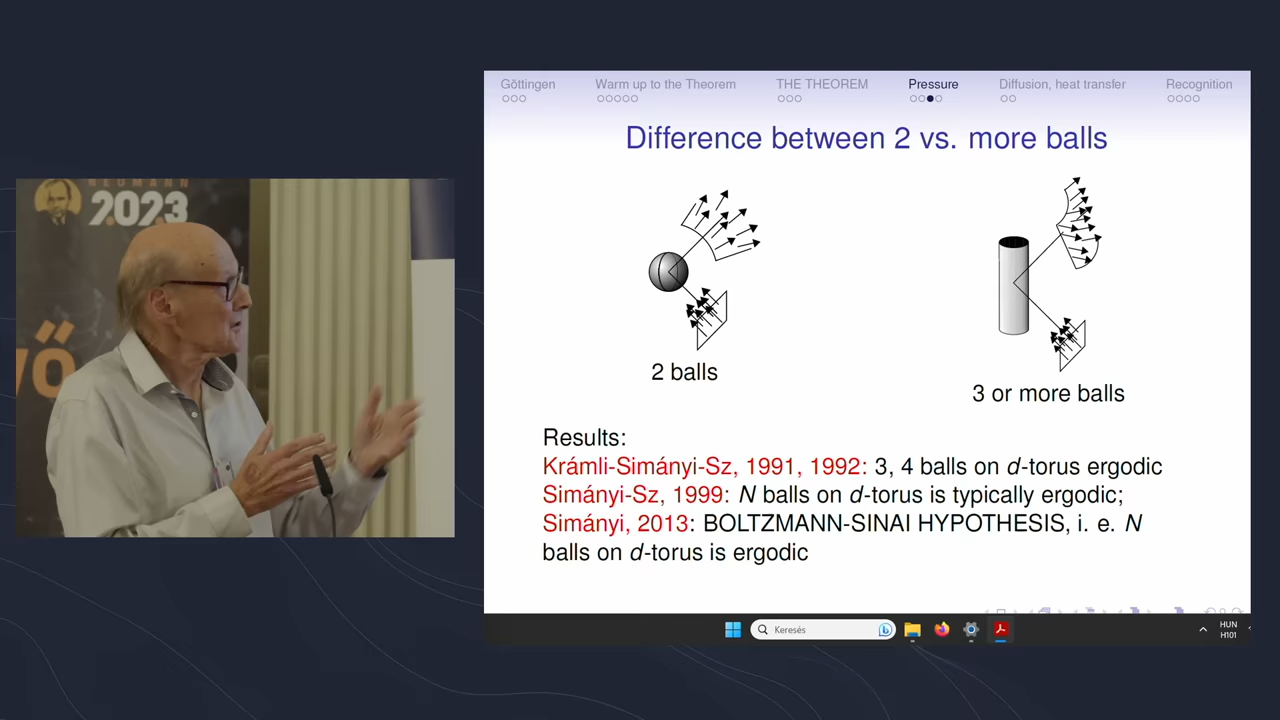 NEUMANN
2023
VŐ
Göttingen
Warm up to the Theorem
THE THEOREM
Pressure
Diffusion, heat transfer
Recognition
Difference between 2 vs. more balls
2 balls
3 or more balls
Results:
Krámli-Simányi-Sz, 1991, 1992: 3, 4 balls on d-torus ergodic
Simányi-Sz, 1999: N balls on d-torus is typically ergodic;
Simányi, 2013: BOLTZMANN-SINAI HYPOTHESIS, i. e. N
balls on d-torus is ergodic
Keresés
HUN
H101